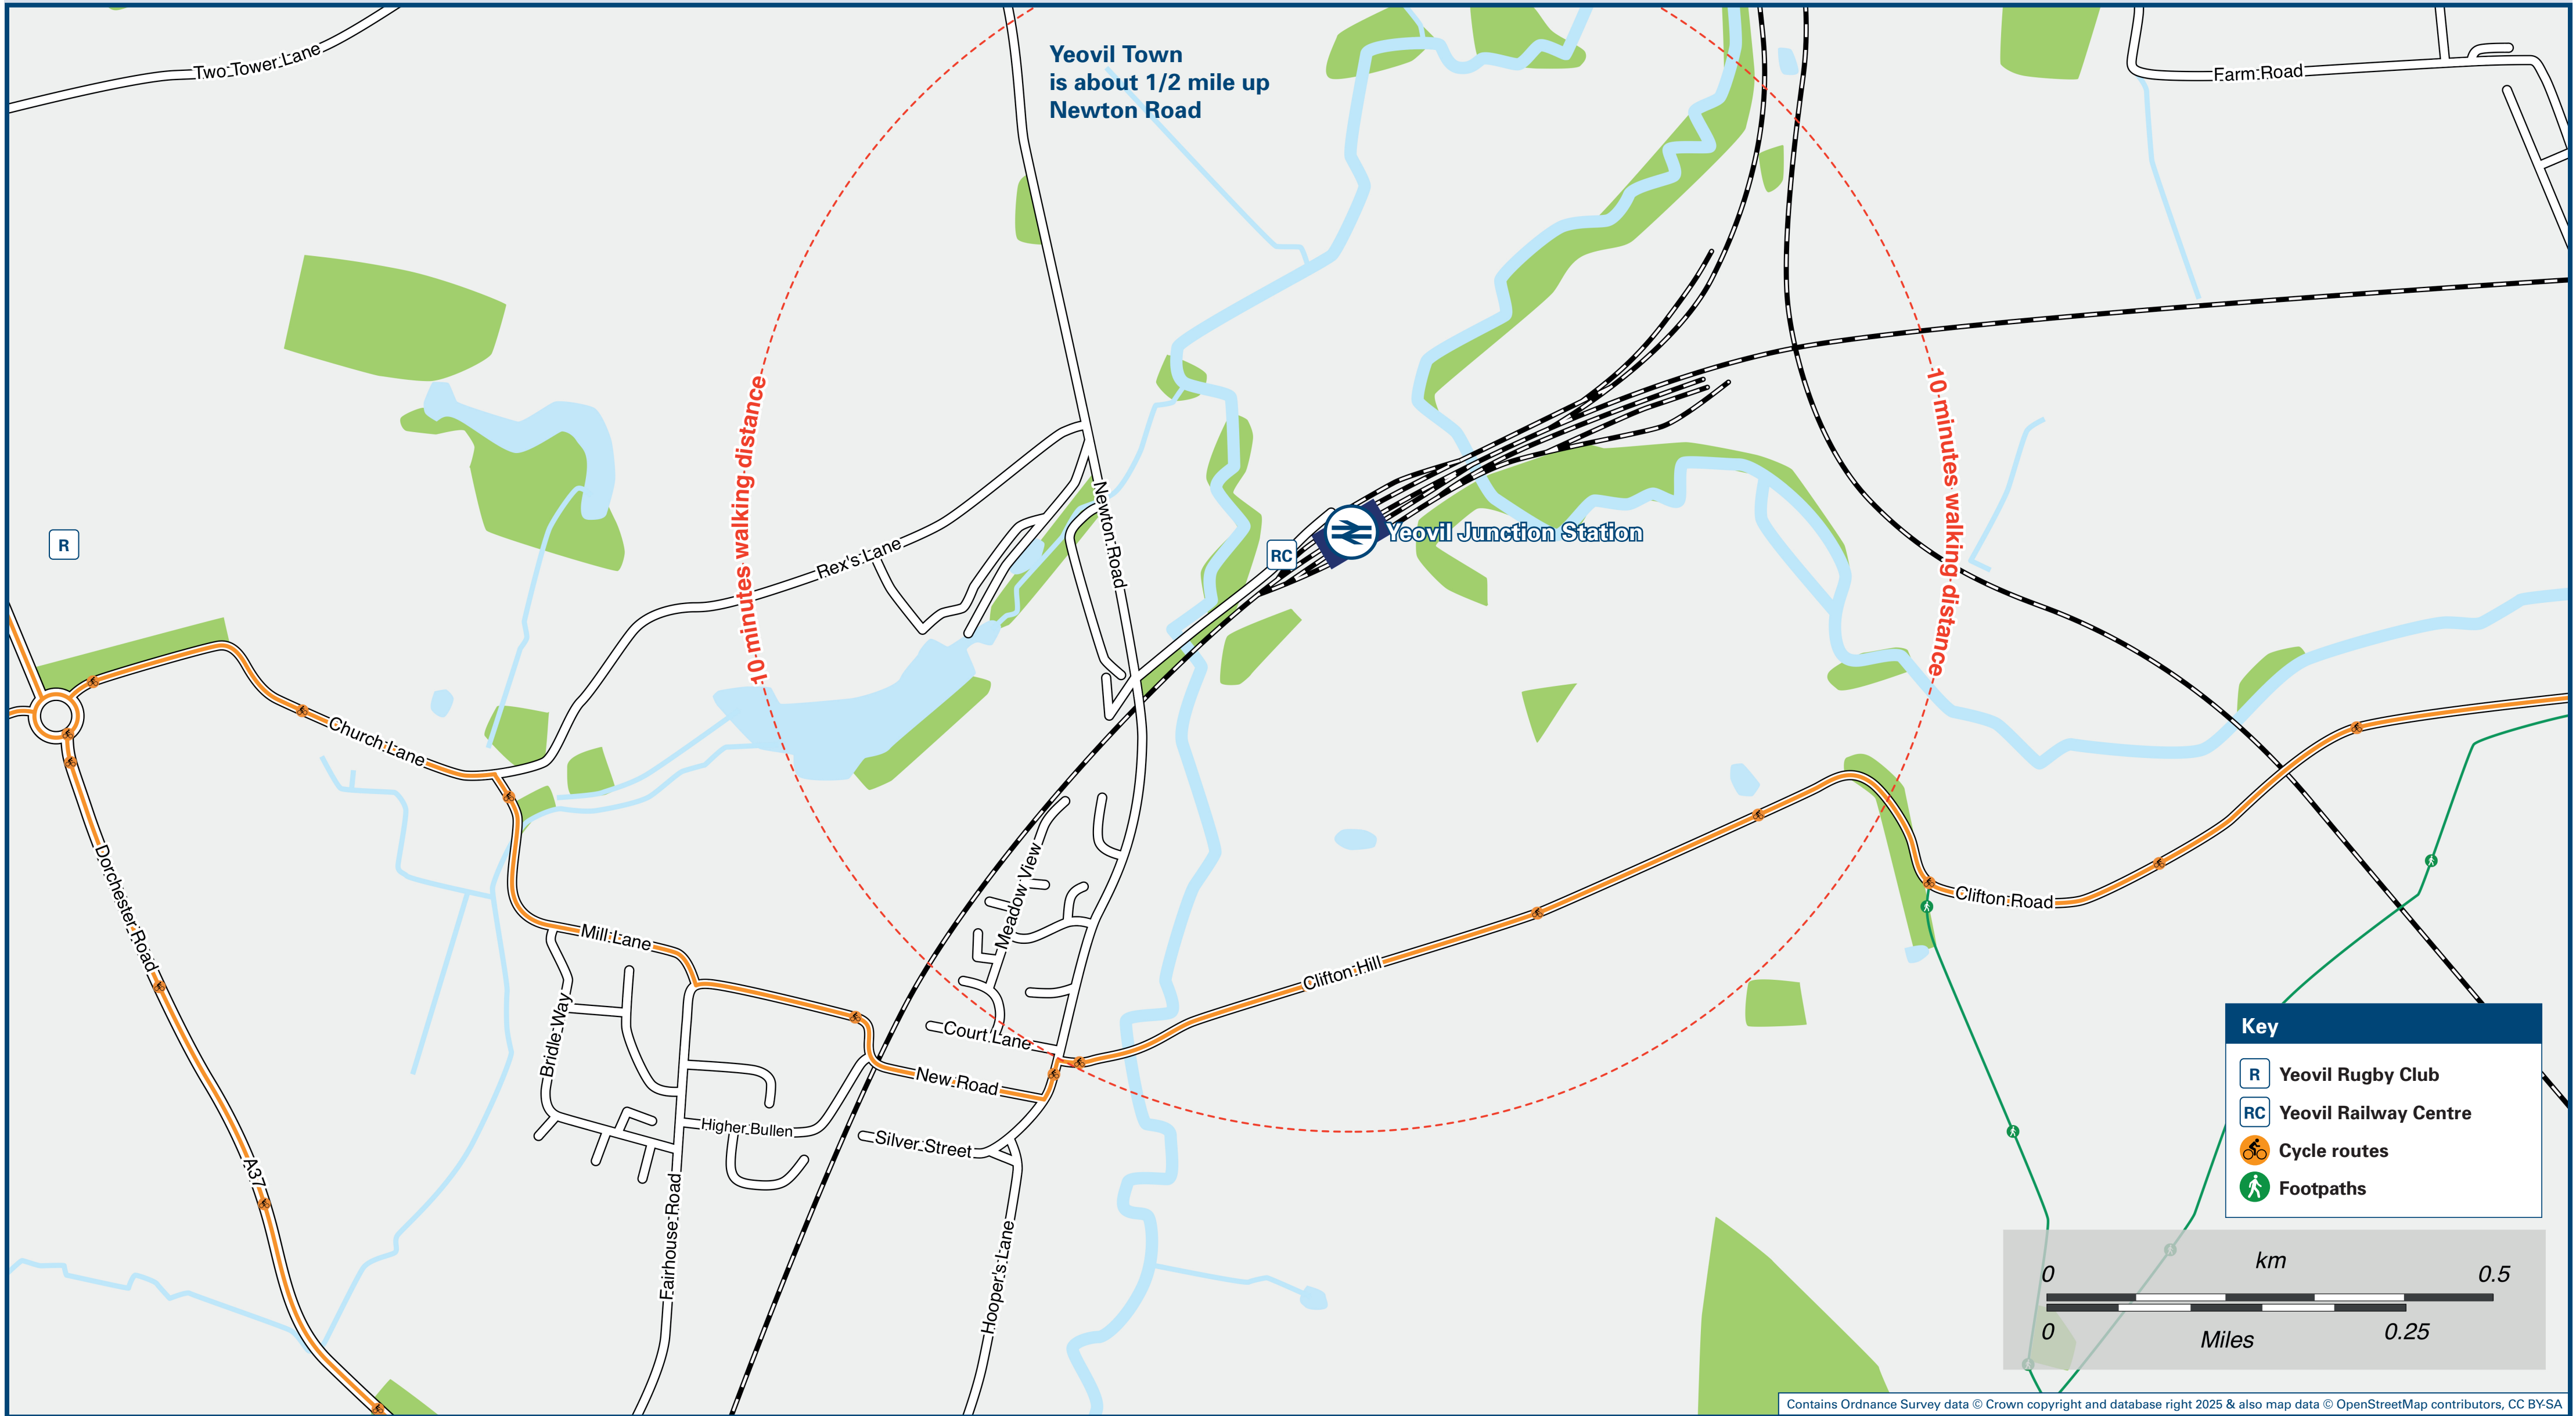 Two Tower Lane
Yeovil Town
is about 1/2 mile up
Newton Road
Farm Road
10 minutes walking distance
10 minutes walking distance
Newton Road
Yeovil Junction Station
RC
R
Rex's Lane
Church Lane
Dorchester Road
Meadow View
Clifton Road
Mill Lane
Clifton Hill
Bridle Way
Court Lane
New Road
Higher Bullen
Silver Street
A37
Fairhouse Road
Hooper's Lane
Key
R Yeovil Rugby Club
RC Yeovil Railway Centre
Cycle routes
Footpaths
km
0 0.5
0 Miles 0.25
Contains Ordnance Survey data © Crown copyright and database right 2025 & also map data © OpenStreetMap contributors, CC BY-SA